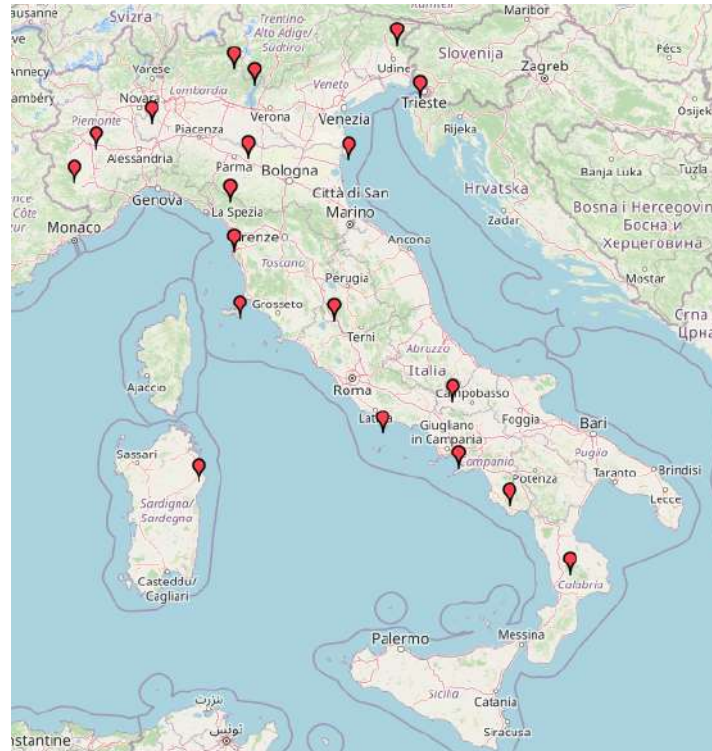 Lausanne
Svizra
Trentino-
Alto Adige/
Südtirol
Maribor
Slovenija
Pécs
Annecy
Varese
Udine
Zagreb
Novara
Lombardia
Veneto
Venezia
Trieste
Piemonte
Piacenza
Verona
Rijeka
Osijek
Alessandria
Parma
Bologna
Genova
Hrvatska
Banja Luka
Tuzla
Monaco
La Spezia
Città di San
Marino
Zadar
Bosna i Hercegovina
Босна и
Херцеговина
Ancona
Toscana
Mostar
Perugia
Grosseto
Crna
Terni
Abruzzo
Ajaccio
Roma
Italia
Campobasso
Latina
Foggia
Bari
Giugliano
in Campania
Campania
Puglia
Sassari
Potenza
Taranto
Brindisi
Lecce
Sardigna/
Sardegna
Casteddu/
Cagliari
Calabria
Palermo
Messina
Sicilia
Catania
Siracusa
بنزرت
تونس
nstantine